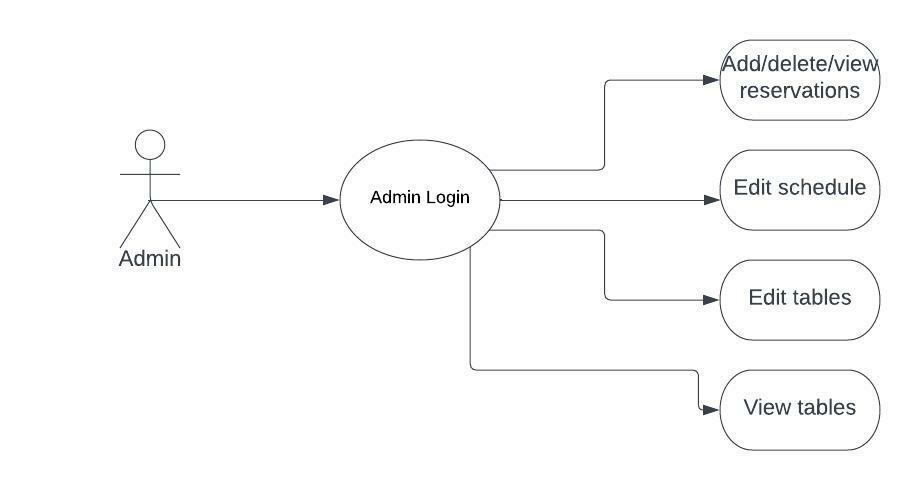 Add/delete/view
reservations
Admin Login
Edit schedule
Admin
Edit tables
View tables